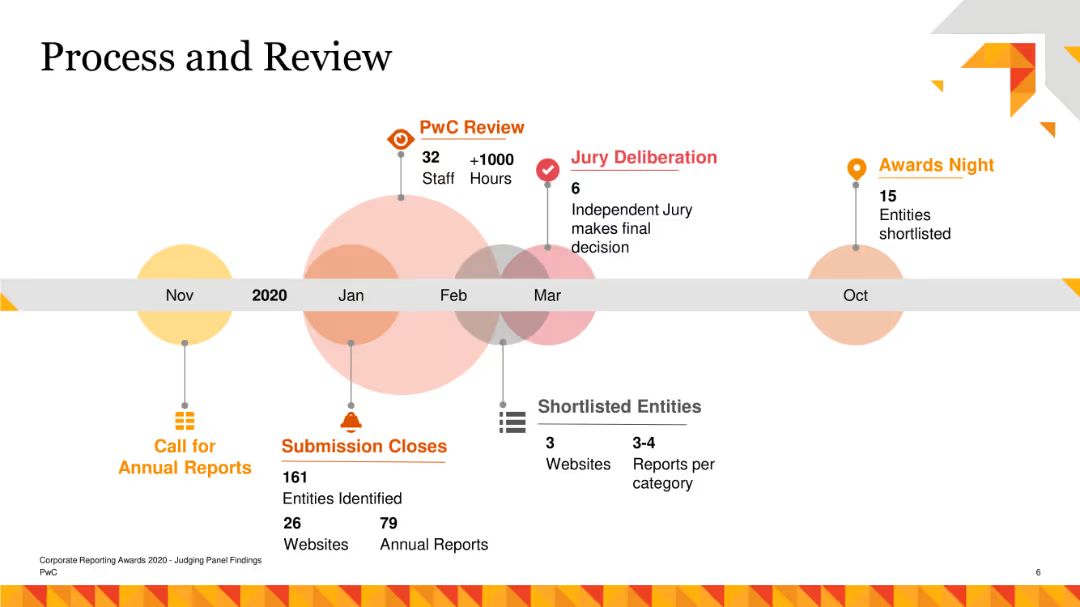 Process and Review
PwC Review
32 +1000
Staff Hours
Jury Deliberation
6
Independent Jury
makes final
decision
Awards Night
15
Entities
shortlisted
Nov 2020 Jan Feb Mar Oct
Call for
Annual Reports
Submission Closes
161
Entities Identified
26 79
Websites Annual Reports
Shortlisted Entities
3 3-4
Websites Reports per
category
Corporate Reporting Awards 2020 - Judging Panel Findings
PwC
6